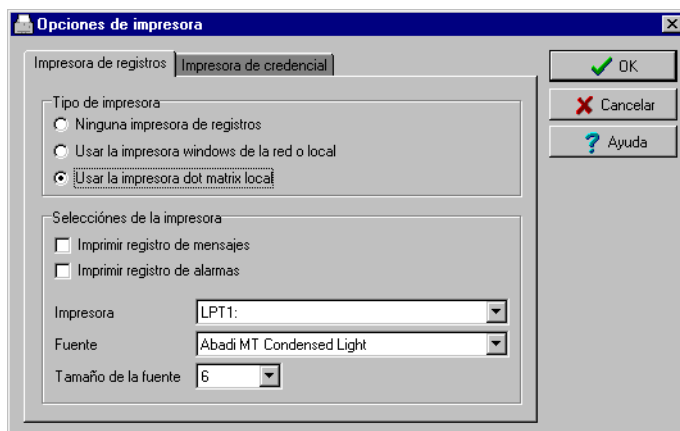 Opciones de impresora
Impresora de registros
Impresora de credencial
Tipo de impresora
Ninguna impresora de registros
Usar la impresora windows de la red o local
Usar la impresora dot matrix local
Selecciónes de la impresora
Imprimir registro de mensajes
Imprimir registro de alarmas
Impresora LPT1:
Fuente Abadi MT Condensed Light
Tamaño de la fuente 6
OK
Cancelar
Ayuda